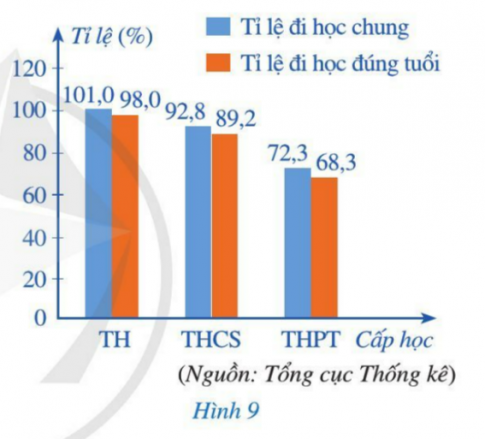 Tỉ lệ (%)
Tỉ lệ đi học chung
Tỉ lệ đi học đúng tuổi
120
100
80
60
40
20
0
101,0 98,0 92,8 89,2
72,3 68,3
TH THCS THPT Cấp học
(Nguồn: Tổng cục Thống kê)
Hình 9